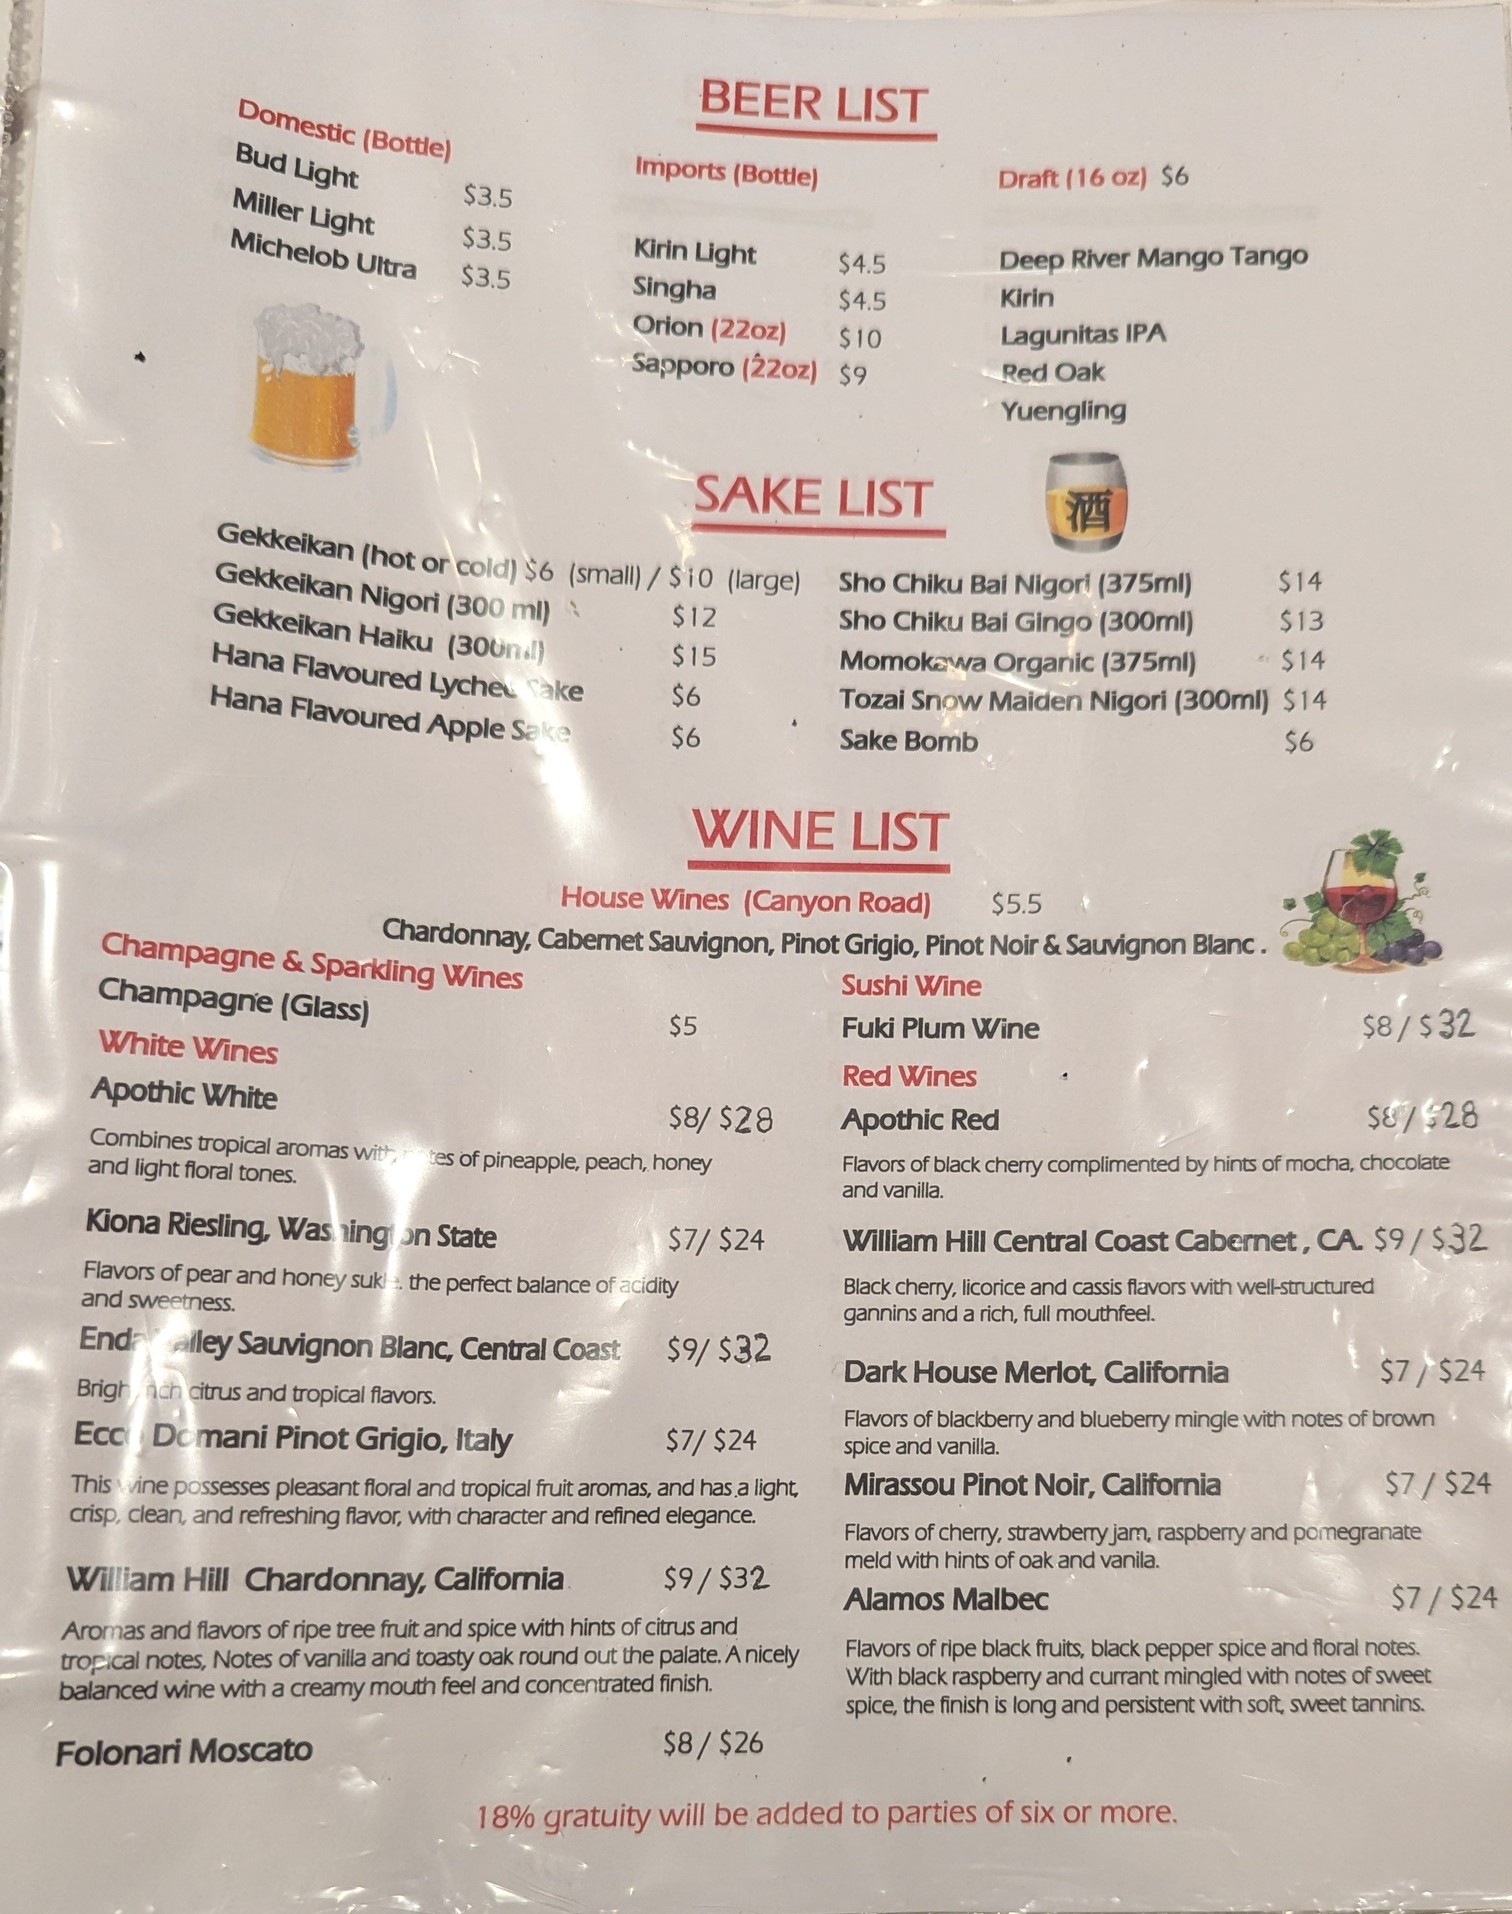 BEER LIST
Domestic (Bottle)
Bud Light $3.5
Miller Light $3.5
Michelob Ultra $3.5
Imports (Bottle)
Kirin Light $4.5
Singha $4.5
Orion (22oz) $10
Sapporo (22oz) $9
Draft (16 oz) $6
Deep River Mango Tango
Kirin
Lagunitas IPA
Red Oak
Yuengling
SAKE LIST
酒
Gekkeikan (hot or cold) $6 (small) / $10 (large)
Gekkeikan Nigori (300 ml) $12
Gekkeikan Haiku (300ml) $15
Hana Flavoured Lychee Sake $6
Hana Flavoured Apple Sake $6
Sho Chiku Bai Nigori (375ml) $14
Sho Chiku Bai Gingo (300ml) $13
Momokawa Organic (375ml) $14
Tozai Snow Maiden Nigori (300ml) $14
Sake Bomb $6
WINE LIST
House Wines (Canyon Road) $5.5
Chardonnay, Cabernet Sauvignon, Pinot Grigio, Pinot Noir & Sauvignon Blanc.
Champagne & Sparkling Wines
Champagne (Glass) $5
White Wines
Apothic White $8/ $28
Combines tropical aromas with notes of pineapple, peach, honey
and light floral tones.
Kiona Riesling, Washington State $7/ $24
Flavors of pear and honey the perfect balance of acidity
and sweetness.
Sauvignon Blanc, Central Coast $9/ $32
citrus and tropical flavors.
Ecco Domani Pinot Grigio, Italy $7/ $24
This wine possesses pleasant floral and tropical fruit aromas, and has a light,
crisp, clean, and refreshing flavor, with character and refined elegance.
William Hill Chardonnay, California $9 / $32
Aromas and flavors of ripe tree fruit and spice with hints of citrus and
tropical notes, Notes of vanilla and toasty oak round out the palate. A nicely
balanced wine with a creamy mouth feel and concentrated finish.
Folonari Moscato $8 / $26
Sushi Wine
Fuki Plum Wine $8 / $32
Red Wines
Apothic Red $8 / $28
Flavors of black cherry complimented by hints of mocha, chocolate
and vanilla.
William Hill Central Coast Cabernet , CA. $9 / $32
Black cherry, licorice and cassis flavors with well-structured
gannins and a rich, full mouthfeel.
Dark House Merlot, California $7 / $24
Flavors of blackberry and blueberry mingle with notes of brown
spice and vanilla.
Mirassou Pinot Noir, California $7 / $24
Flavors of cherry, strawberry jam, raspberry and pomegranate
meld with hints of oak and vanila.
Alamos Malbec $7 / $24
Flavors of ripe black fruits, black pepper spice and floral notes.
With black raspberry and currant mingled with notes of sweet
spice, the finish is long and persistent with soft, sweet tannins.
18% gratuity will be added to parties of six or more.